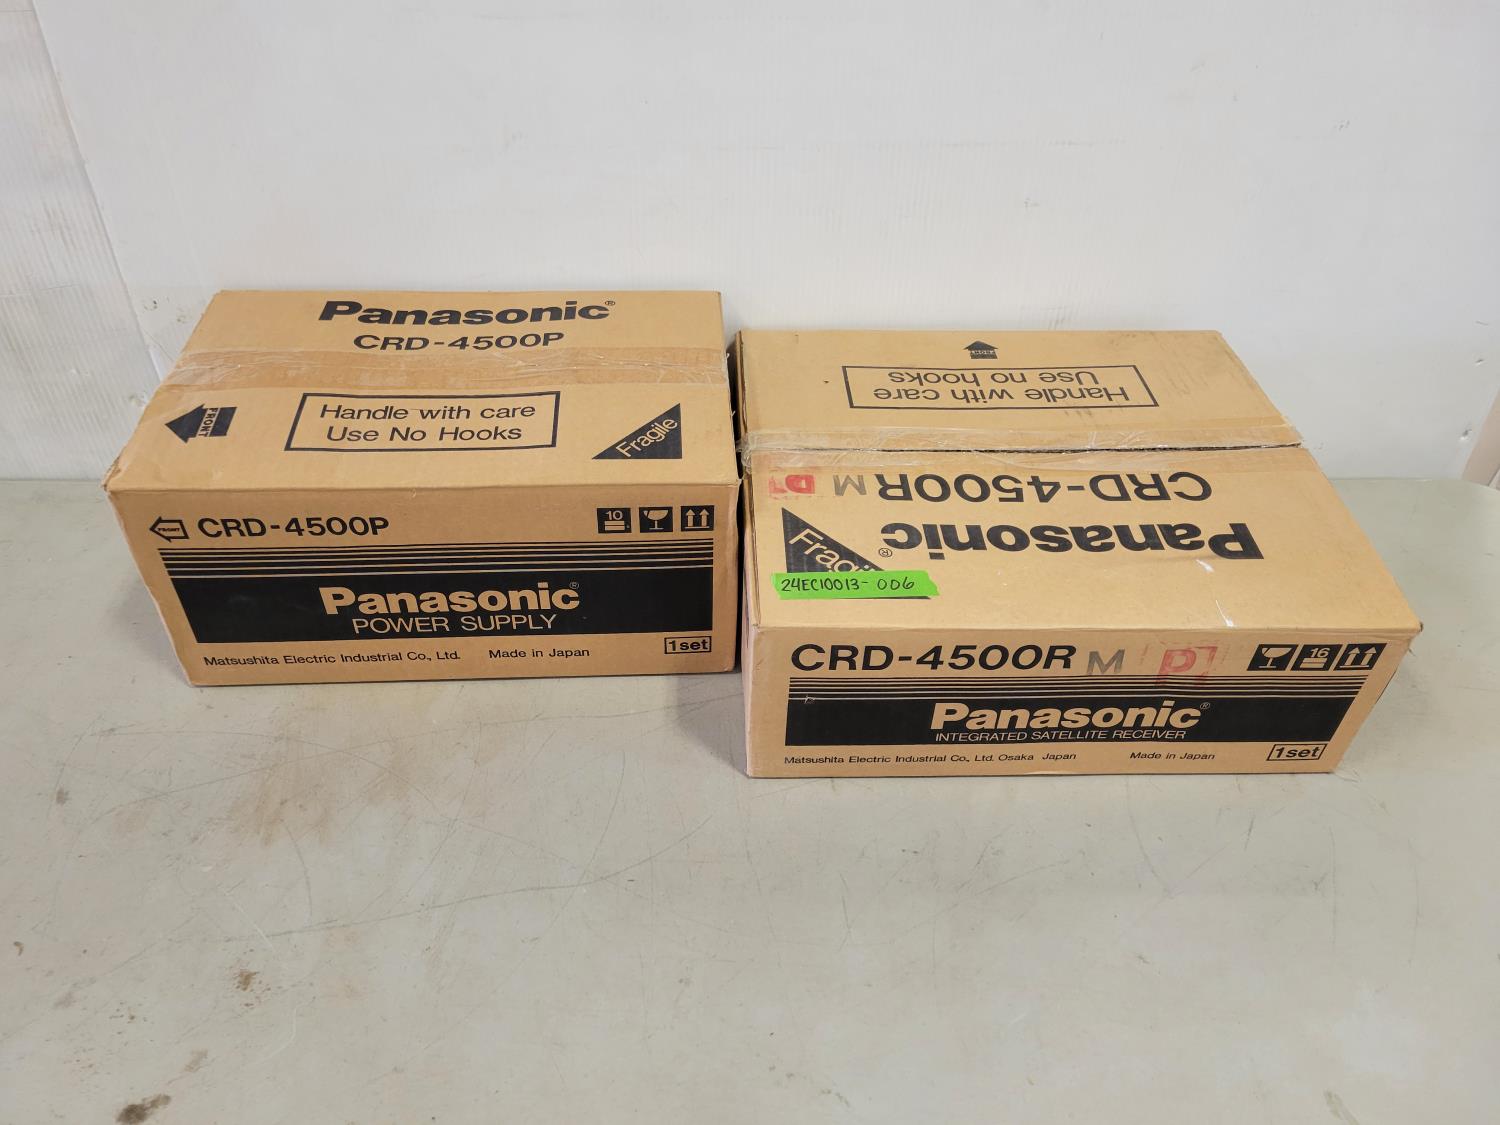 Panasonic®
CRD-4500P
FRONT
Handle with care
Use No Hooks
Fragile
FRONT
CRD-4500P
10
Panasonic®
POWER SUPPLY
Matsushita Electric Industrial Co., Ltd. Made in Japan
1set
FRONT
Handle with care
Use no hooks
CRD-4500R M D
Panasonic®
24EC10013-006
CRD-4500R M D
16
Panasonic®
INTEGRATED SATELLITE RECEIVER
Matsushita Electric Industrial Co., Ltd. Osaka Japan Made in Japan
1set